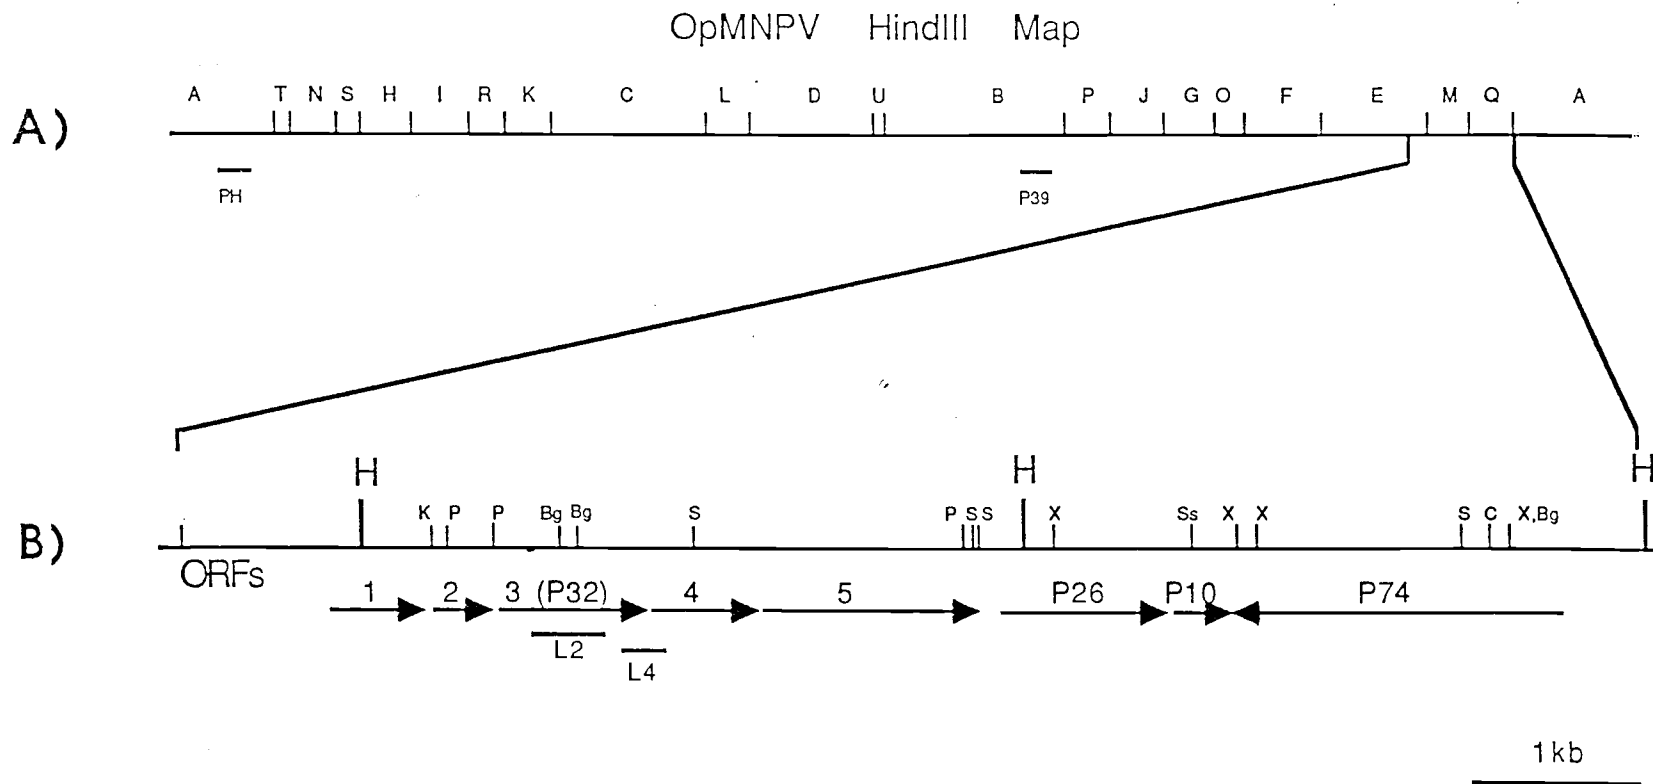 OpMNPV HindIII Map
A T N S H I R K C L D U B P J G O F E M Q A
A)
PH P39
H H H
K P P Bg Bg S P S S X Ss X X S C X,Bg
B)
ORFs
1 2 3 (P32) 4 5 P26 P10 P74
L2
L4
1kb